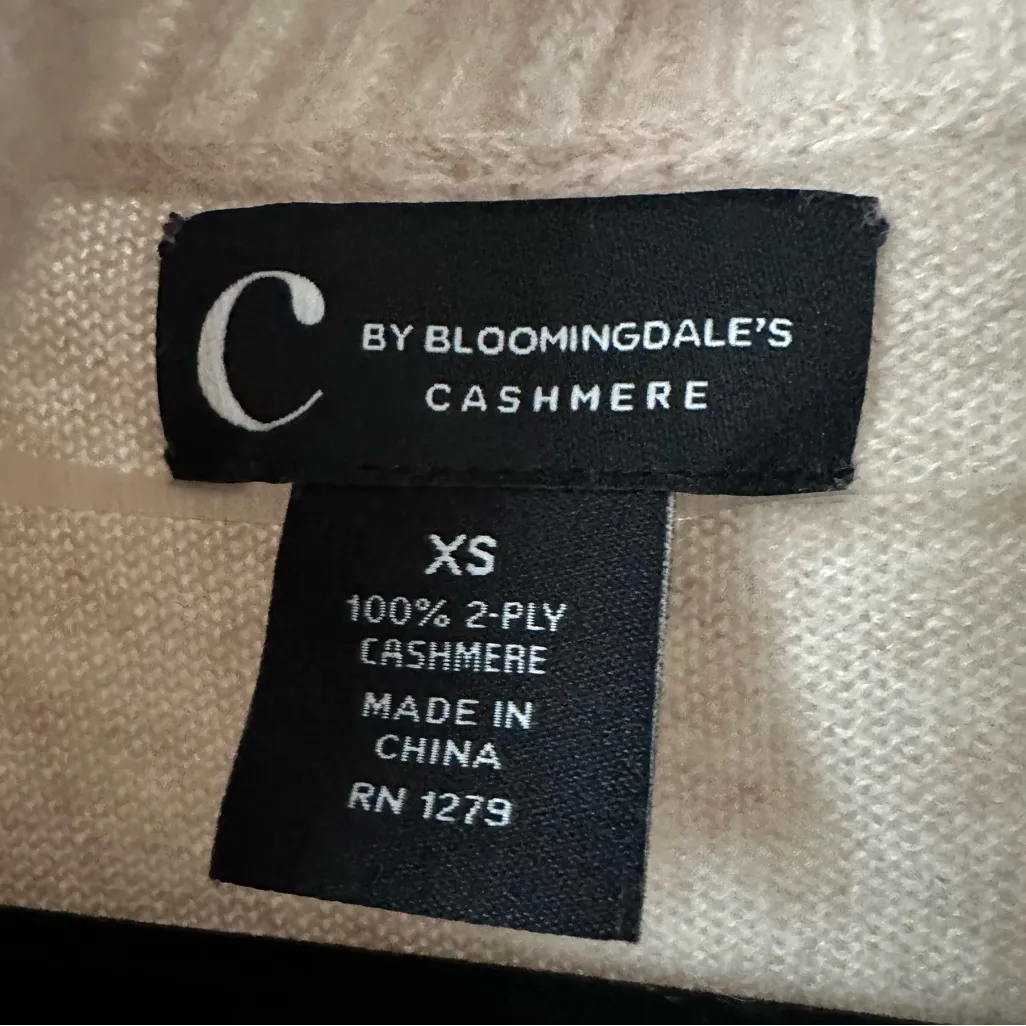 C BY BLOOMINGDALE'S
CASHMERE
XS
100% 2-PLY
CASHMERE
MADE IN
CHINA
RN 1279